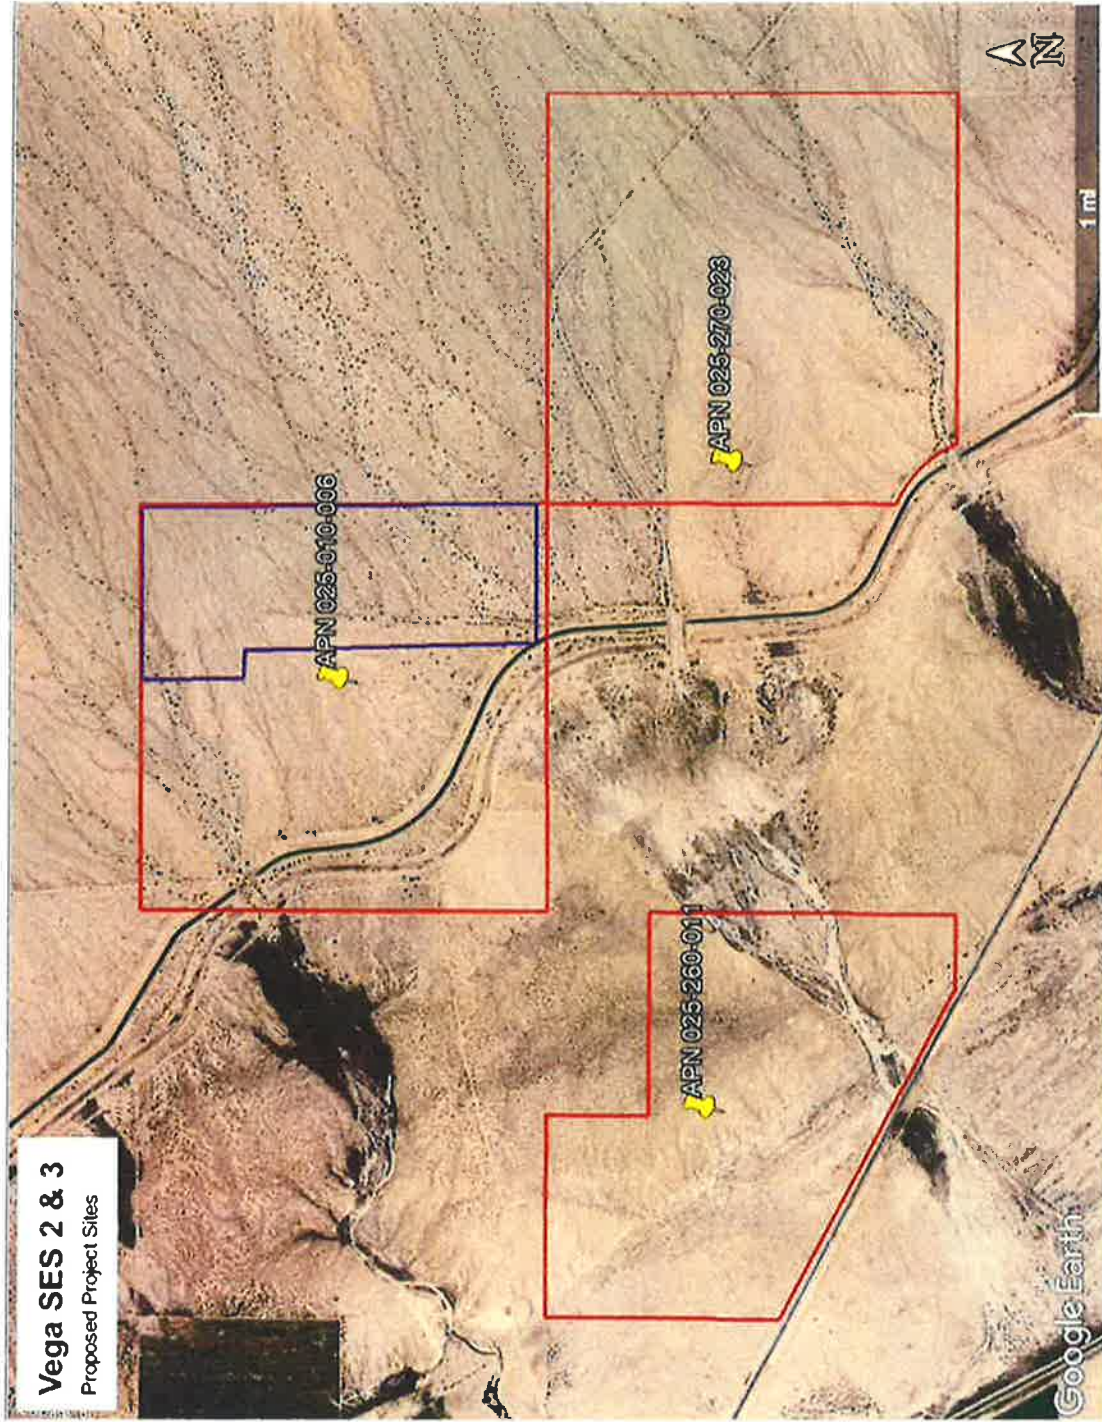 Vega SES 2 & 3
Proposed Project Sites
APN 025-010-006
APN 025-260-011
APN 025-270-023
N
1 mi
Google Earth